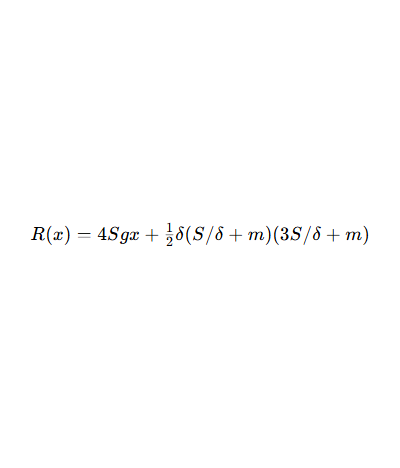 R(x) = 4Sgx + ½δ(S/δ + m)(3S/δ + m)